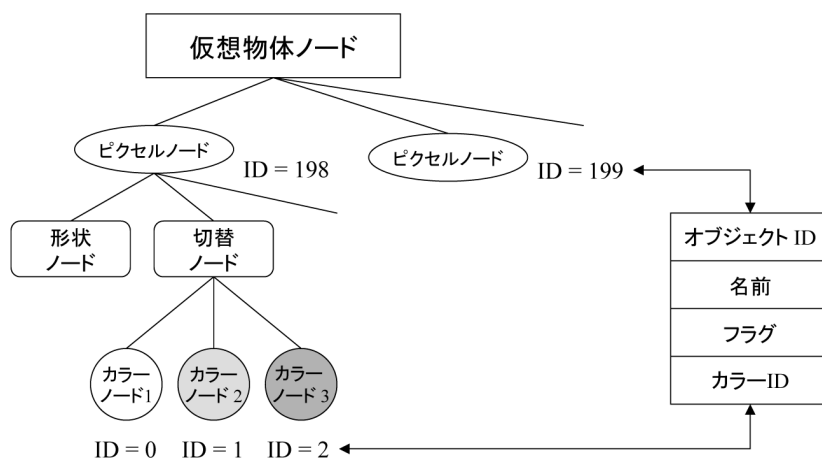 仮想物体ノード
ピクセルノード
ID = 198
ピクセルノード
ID = 199
形状
ノード
切替
ノード
オブジェクト ID
名前
フラグ
カラーID
カラー
ノード1
カラー
ノード2
カラー
ノード3
ID = 0
ID = 1
ID = 2